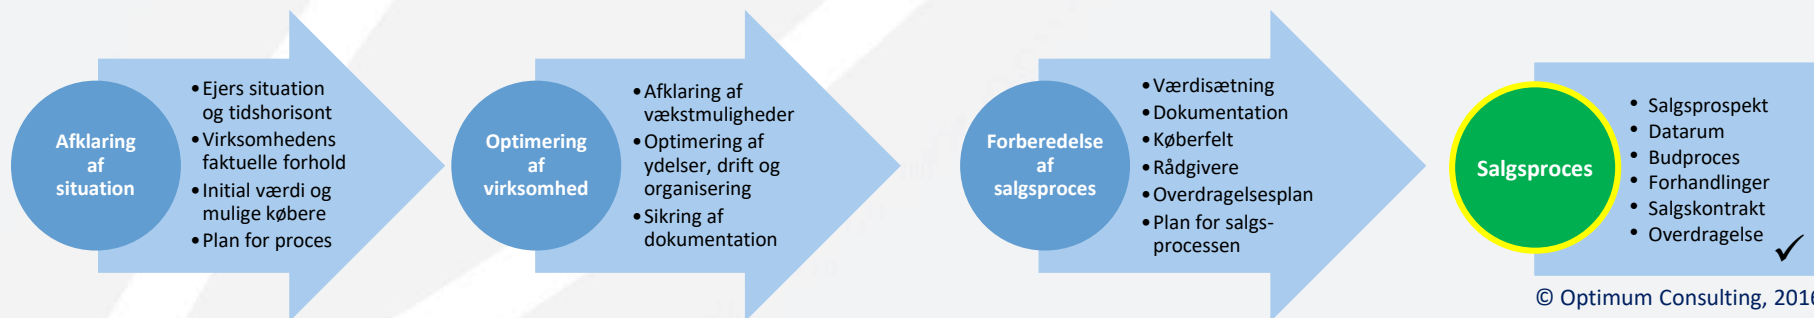 Afklaring
af
situation
• Ejers situation
og tidshorisont
• Virksomhedens
faktuelle forhold
• Initial værdi og
mulige købere
• Plan for proces
Optimering
af
virksomhed
• Afklaring af
vækstmuligheder
• Optimering af
ydelser, drift og
organisering
• Sikring af
dokumentation
Forberedelse
af
salgsproces
• Værdisætning
• Dokumentation
• Køberfelt
• Rådgivere
• Overdragelsesplan
• Plan for salgs-
processen
Salgsproces
• Salgsprospekt
• Datarum
• Budproces
• Forhandlinger
• Salgskontrakt
• Overdragelse
✓
© Optimum Consulting, 2016